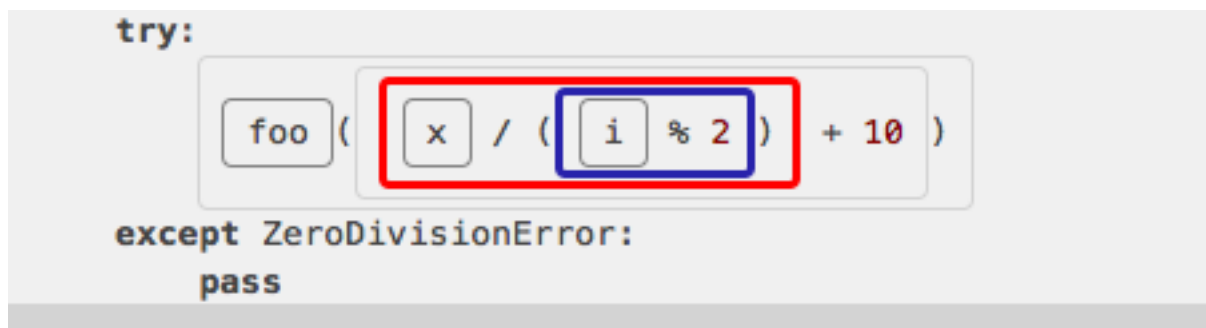 try:
foo( x / ( i % 2) + 10 )
except ZeroDivisionError:
pass